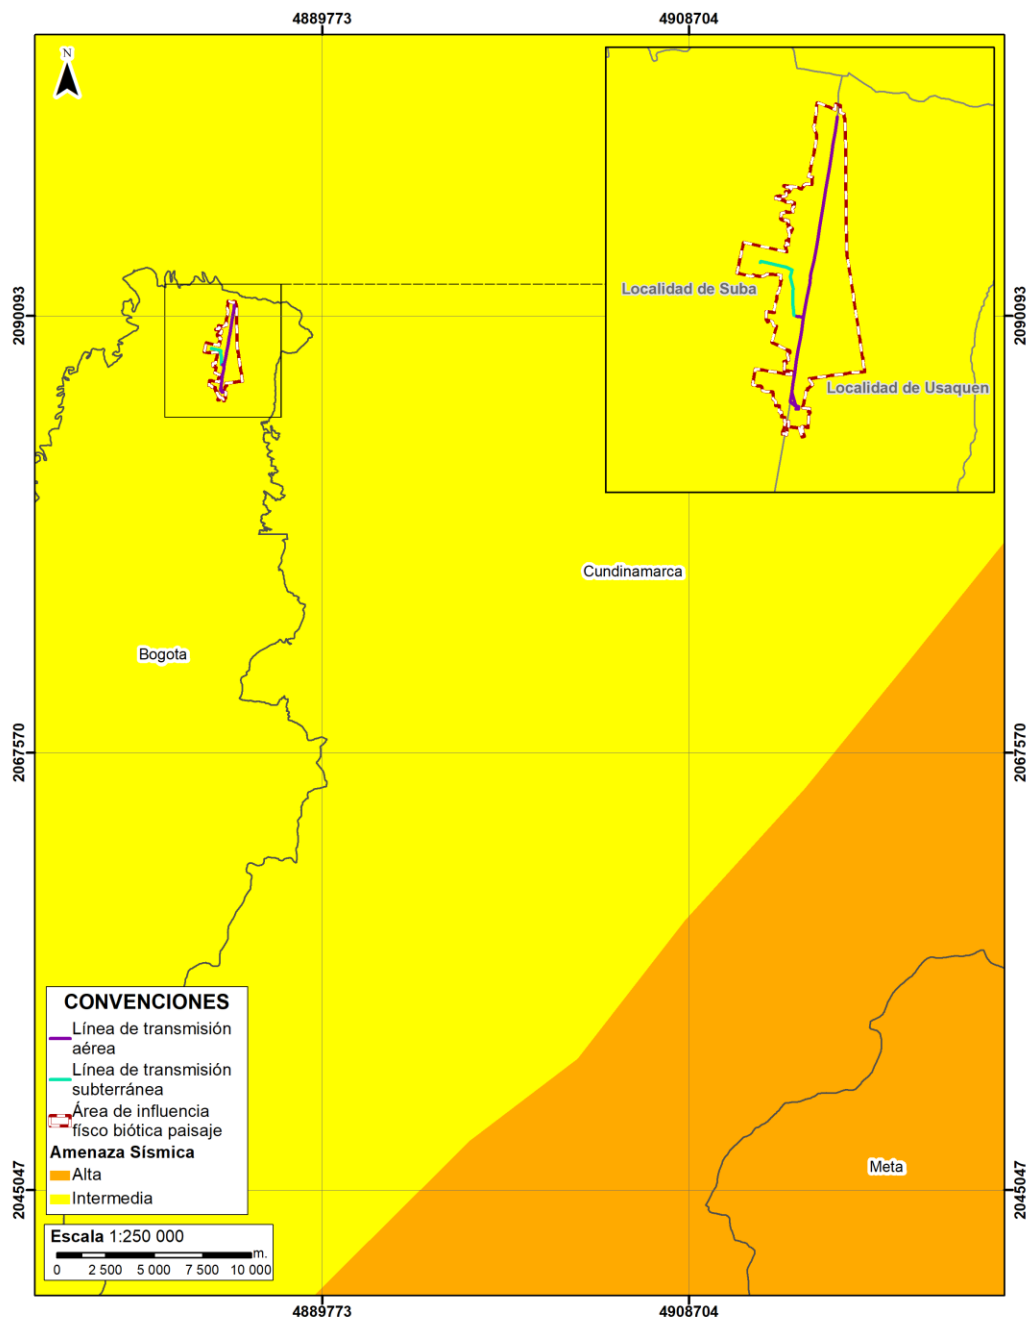 4889773
4908704
N
2090093
2090093
Localidad de Suba
Localidad de Usaquen
Cundinamarca
Bogota
2067570
2067570
CONVENCIONES
Línea de transmisión
aérea
Línea de transmisión
subterránea
Área de influencia
físco biótica paisaje
Amenaza Sísmica
Alta
Intermedia
Meta
2045047
2045047
Escala 1:250 000
m.
0 2 500 5 000 7 500 10 000
4889773
4908704